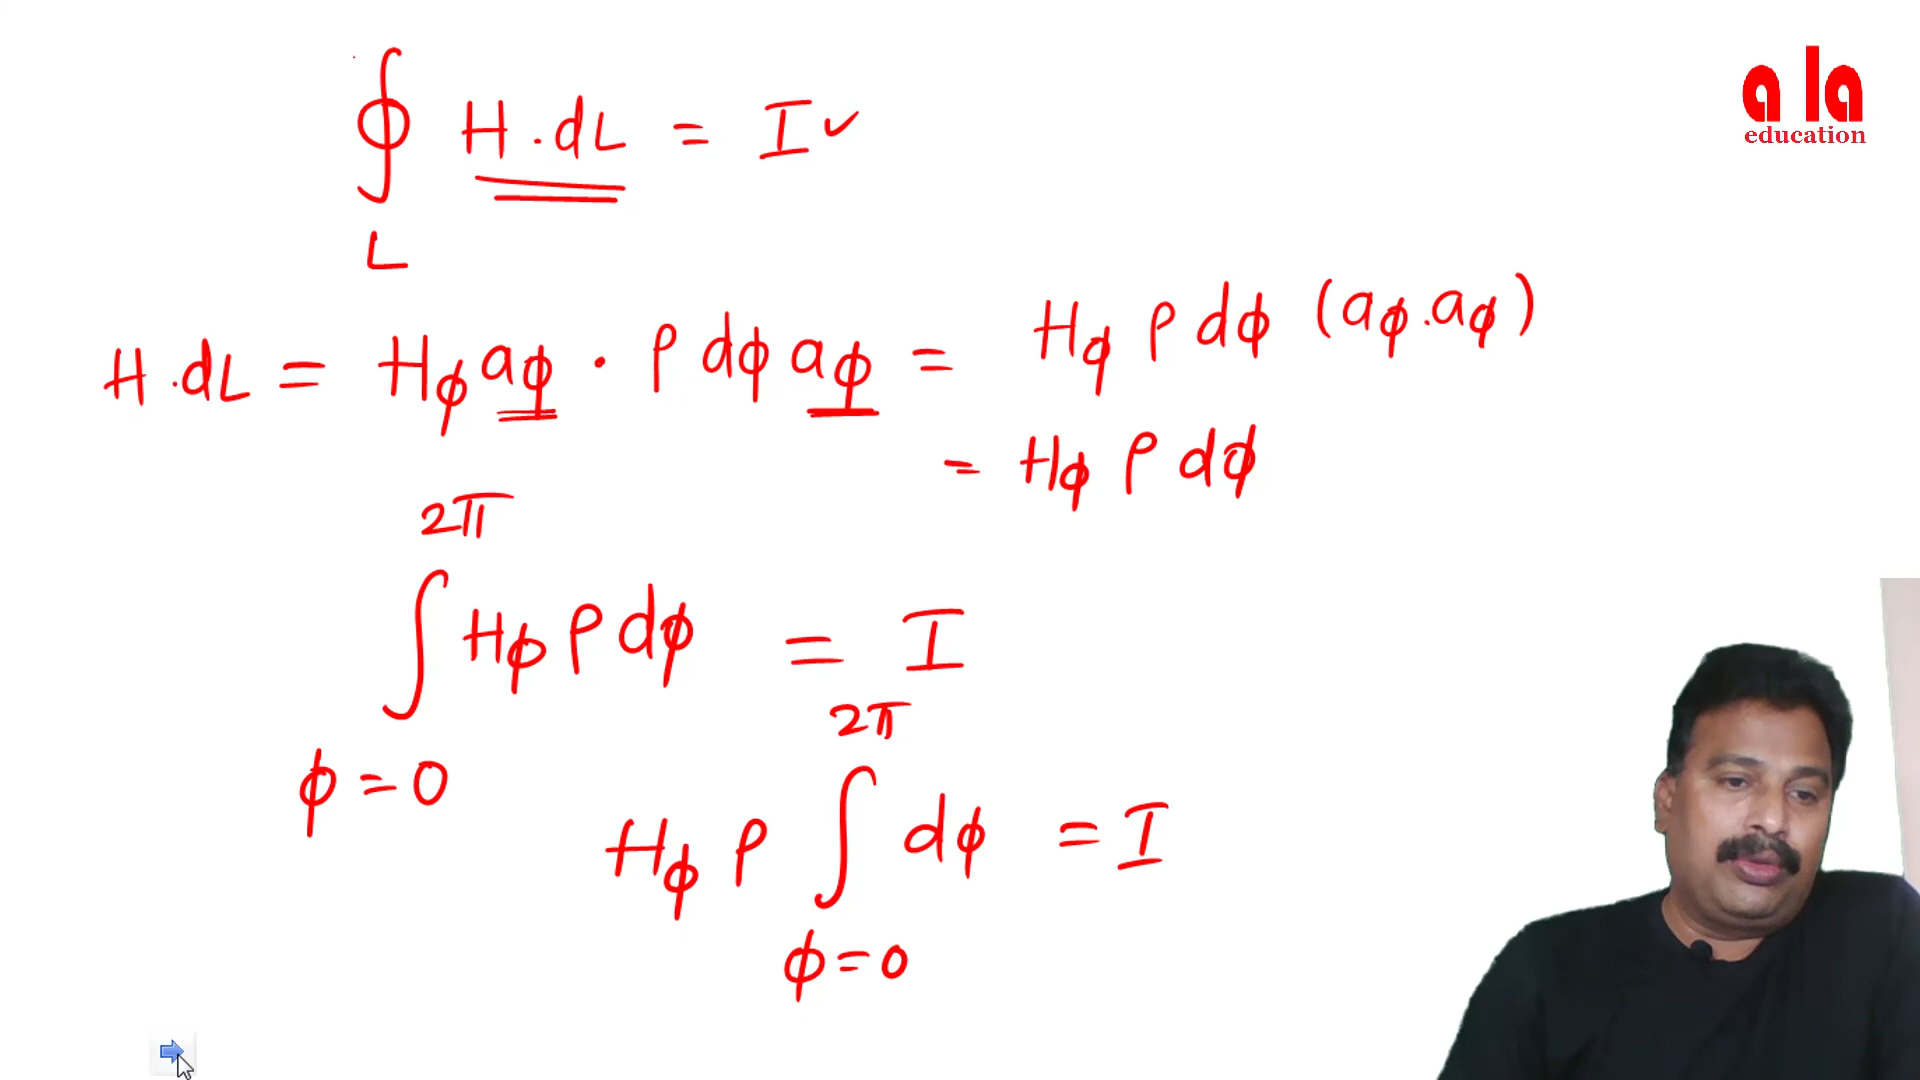 a la
education
∮ H . dL = I ✓
L
H . dL = Hϕ aϕ . ρ dϕ aϕ = Hϕ ρ dϕ (aϕ . aϕ)
= Hϕ ρ dϕ
2π
∫ Hϕ ρ dϕ = I
ϕ = 0
2π
Hϕ ρ ∫ dϕ = I
ϕ = 0